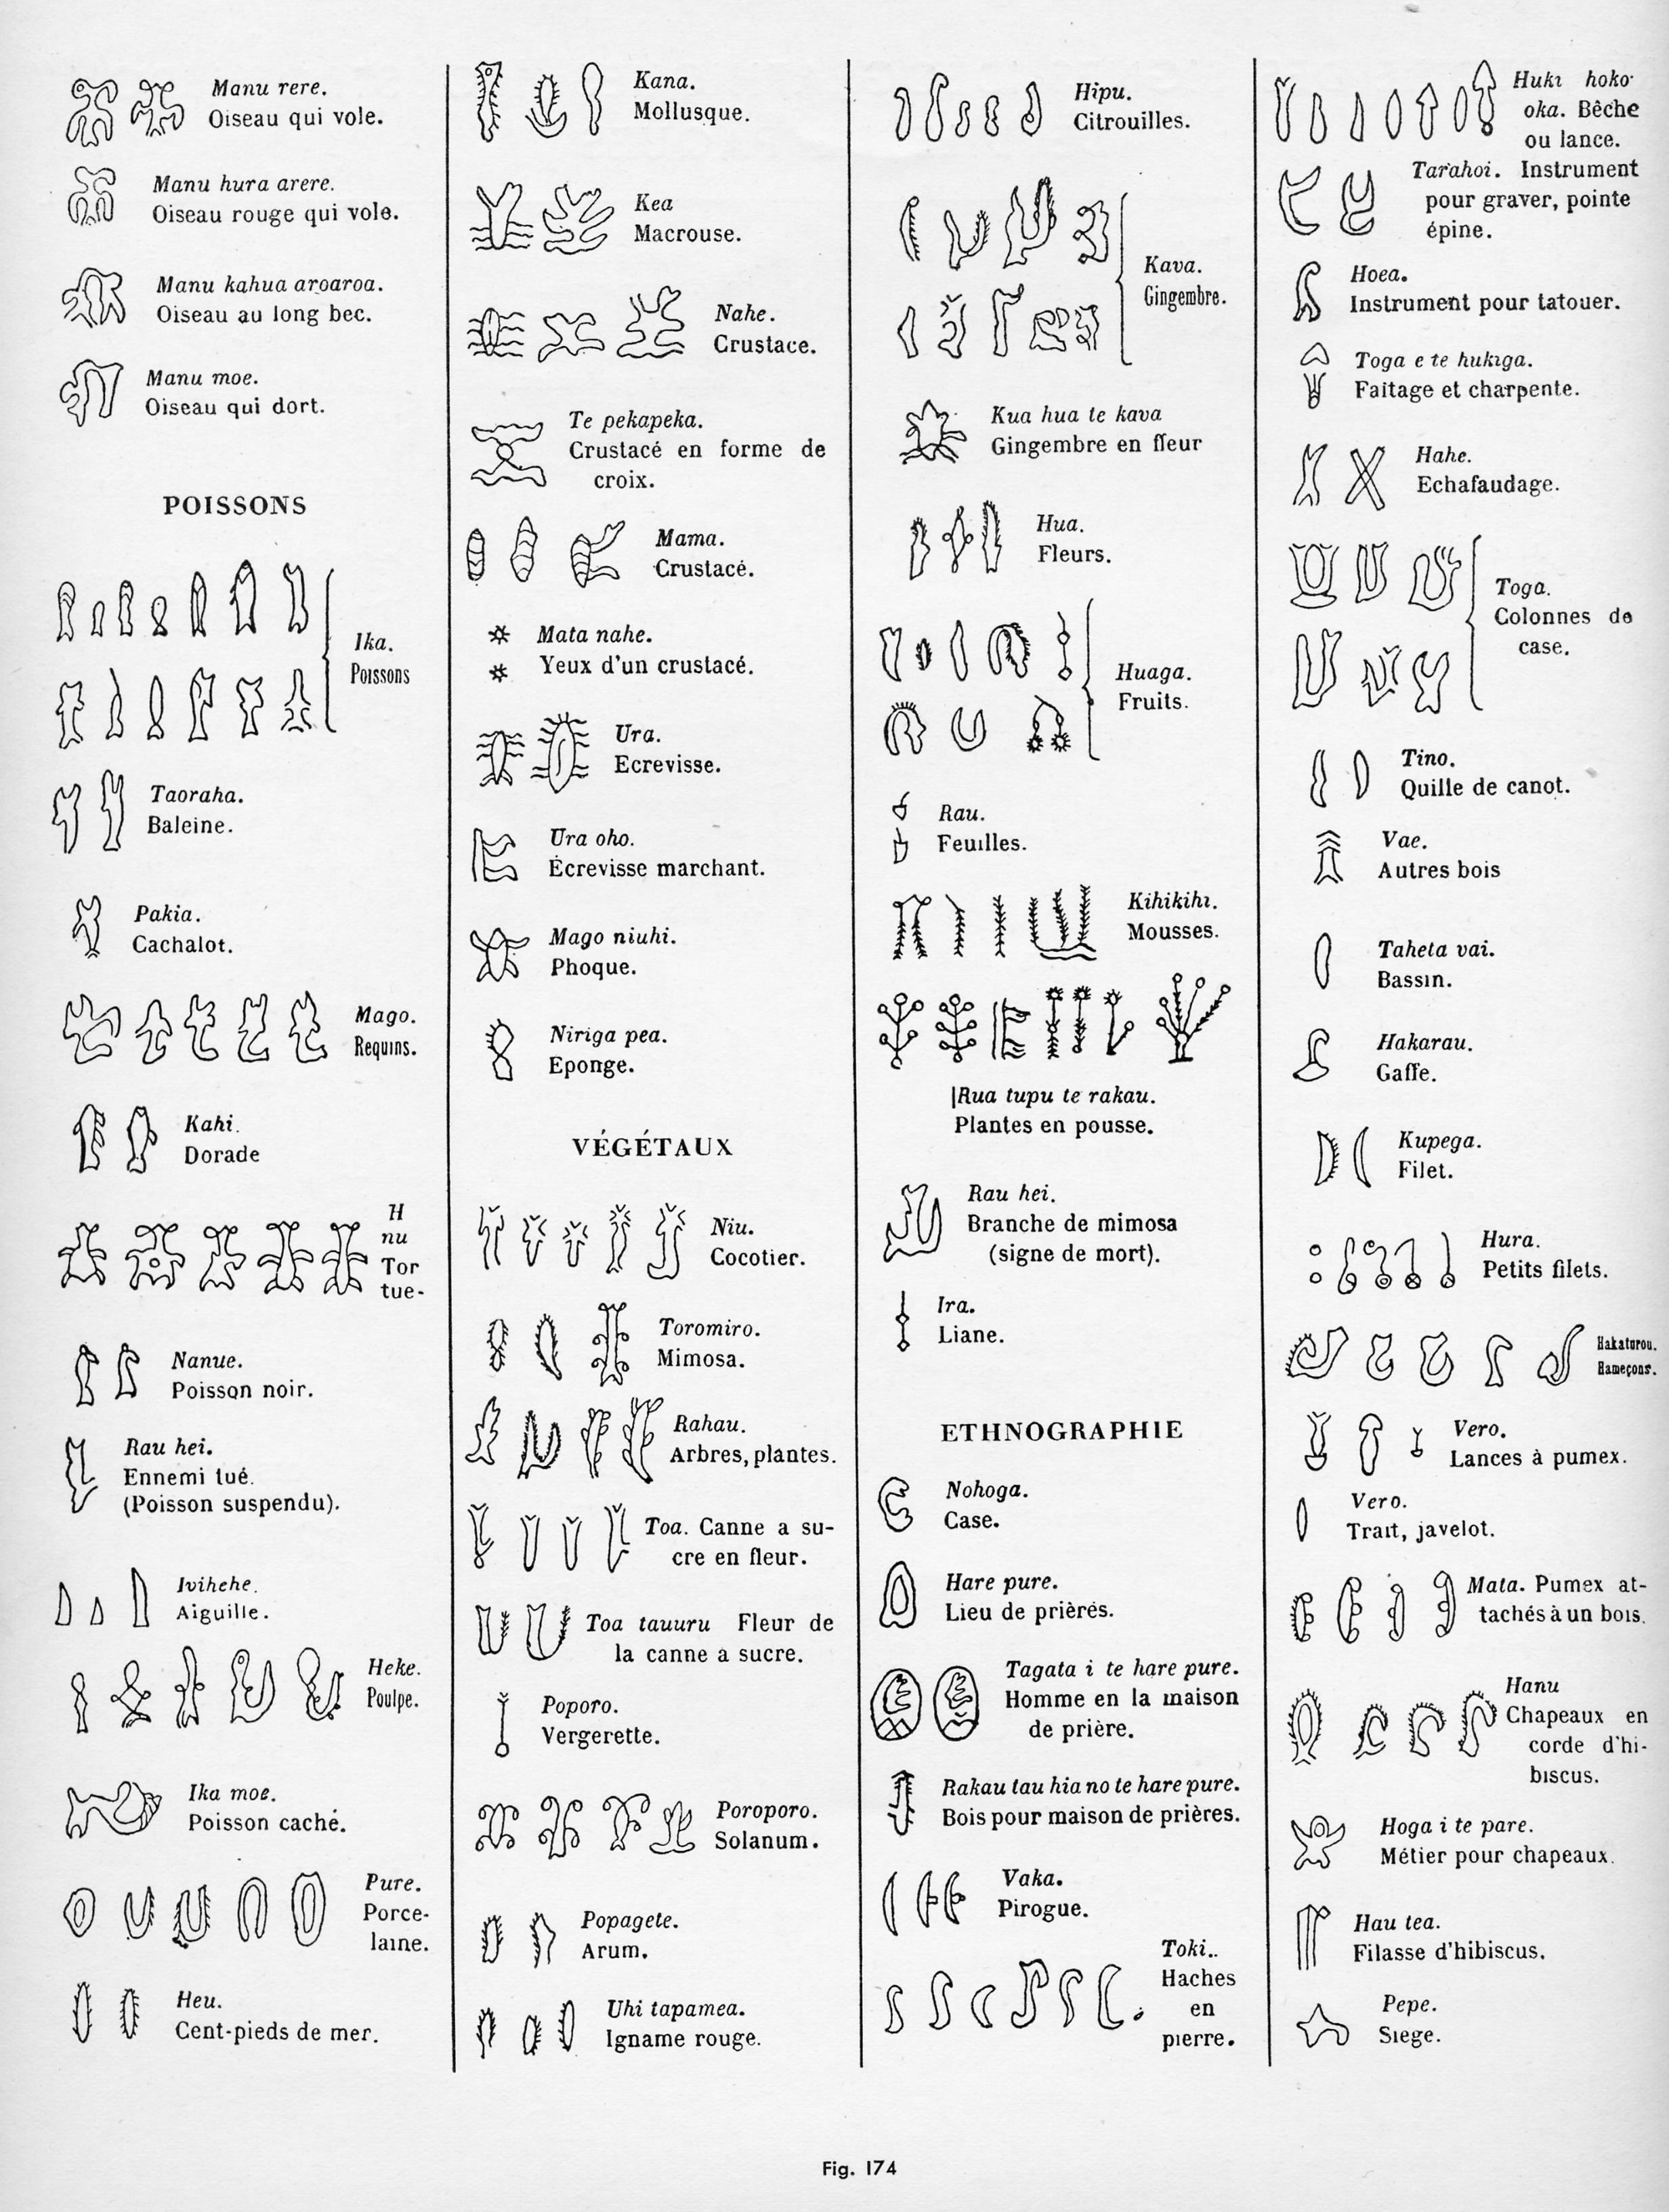 Manu rere.
Oiseau qui vole.
Manu hura arere.
Oiseau rouge qui vole.
Manu kahua aroaroa.
Oiseau au long bec.
Manu moe.
Oiseau qui dort.
POISSONS
Ika.
Poissons
Taoraha.
Baleine.
Pakia.
Cachalot.
Mago.
Requins.
Kahi.
Dorade
H
nu
Tor
tue-
Nanue.
Poisson noir.
Rau hei.
Ennemi tué.
(Poisson suspendu).
Ivihehe.
Aiguille.
Heke.
Poulpe.
Ika moe.
Poisson caché.
Pure.
Porce-
laine.
Heu.
Cent-pieds de mer.
Kana.
Mollusque.
Kea
Macrouse.
Nahe.
Crustace.
Te pekapeka.
Crustacé en forme de
croix.
Mama.
Crustacé.
Mata nahe.
Yeux d'un crustacé.
Ura.
Ecrevisse.
Ura oho.
Écrevisse marchant.
Mago niuhi.
Phoque.
Niriga pea.
Eponge.
VÉGÉTAUX
Niu.
Cocotier.
Toromiro.
Mimosa.
Rahau.
Arbres, plantes.
Toa. Canne a su-
cre en fleur.
Toa tauuru Fleur de
la canne a sucre.
Poporo.
Vergerette.
Poroporo.
Solanum.
Popagete.
Arum.
Uhi tapamea.
Igname rouge.
Hipu.
Citrouilles.
Kava.
Gingembre.
Kua hua te kava
Gingembre en fleur
Hua.
Fleurs.
Huaga.
Fruits.
Rau.
Feuilles.
Kihikihi.
Mousses.
Rua tupu te rakau.
Plantes en pousse.
Rau hei.
Branche de mimosa
(signe de mort).
Ira.
Liane.
ETHNOGRAPHIE
Nohoga.
Case.
Hare pure.
Lieu de prières.
Tagata i te hare pure.
Homme en la maison
de prière.
Rakau tau hia no te hare pure.
Bois pour maison de prières.
Vaka.
Pirogue.
Toki..
Haches
en
pierre.
Huki hoko-
oka. Bêche
ou lance.
Tarahoi. Instrument
pour graver, pointe
épine.
Hoea.
Instrument pour tatouer.
Toga e te hukiga.
Faitage et charpente.
Hahe.
Echafaudage.
Toga.
Colonnes de
case.
Tino.
Quille de canot.
Vae.
Autres bois
Taheta vai.
Bassin.
Hakarau.
Gaffe.
Kupega.
Filet.
Hura.
Petits filets.
Hakaturou.
Hameçons.
Vero.
Lances à pumex.
Vero.
Trait, javelot.
Mata. Pumex at-
tachés à un bois.
Hanu
Chapeaux en
corde d'hi-
biscus.
Hoga i te pare.
Métier pour chapeaux.
Hau tea.
Filasse d'hibiscus.
Pepe.
Siege.
Fig. 174